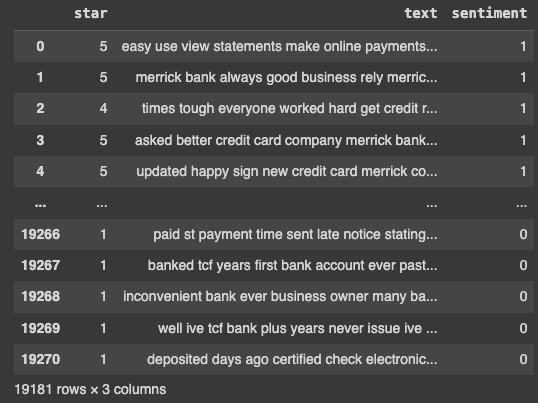 star text sentiment
0 5 easy use view statements make online payments... 1
1 5 merrick bank always good business rely merric... 1
2 4 times tough everyone worked hard get credit r... 1
3 5 asked better credit card company merrick bank... 1
4 5 updated happy sign new credit card merrick co... 1
... ... ... ...
19266 1 paid st payment time sent late notice stating... 0
19267 1 banked tcf years first bank account ever past... 0
19268 1 inconvenient bank ever business owner many ba... 0
19269 1 well ive tcf bank plus years never issue ive ... 0
19270 1 deposited days ago certified check electronic... 0
19181 rows × 3 columns